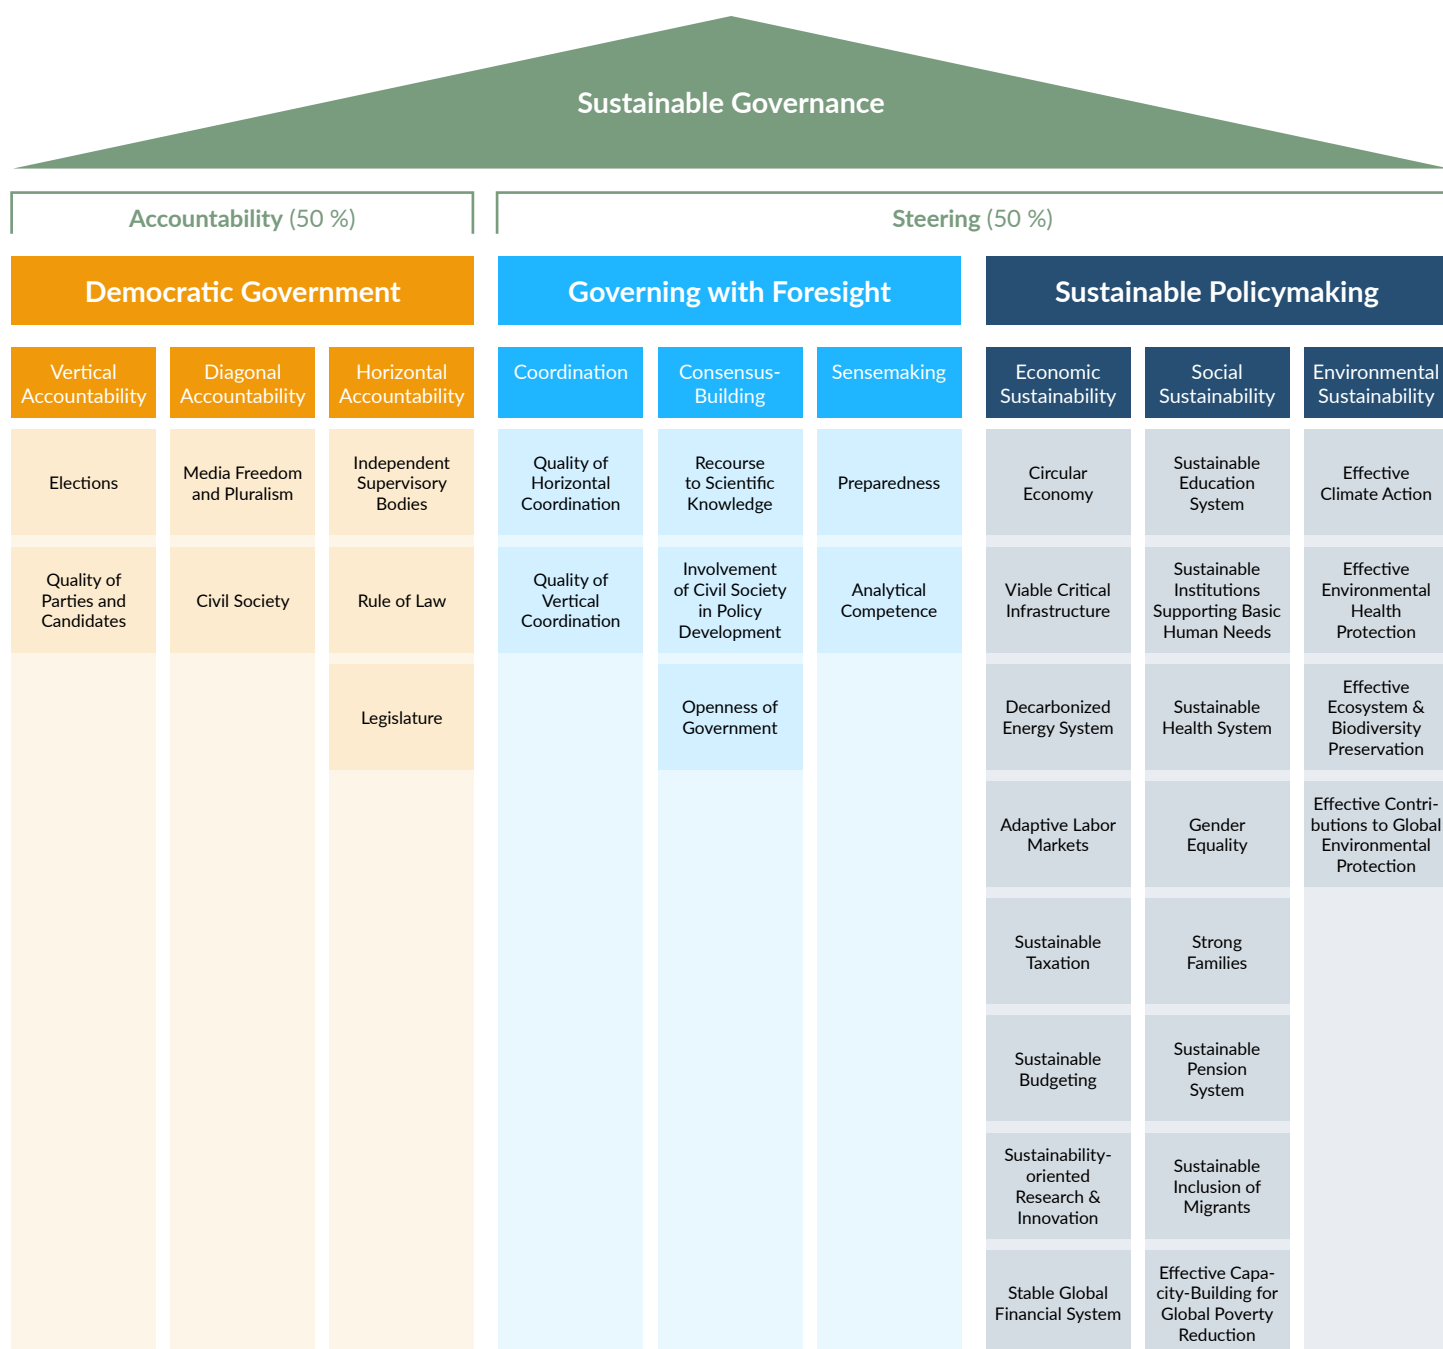 Sustainable Governance
Accountability (50 %)
Steering (50 %)
Democratic Government
Governing with Foresight
Sustainable Policymaking
Vertical
Accountability
Diagonal
Accountability
Horizontal
Accountability
Coordination
Consensus-
Building
Sensemaking
Economic
Sustainability
Social
Sustainability
Environmental
Sustainability
Elections
Quality of
Parties and
Candidates
Media Freedom
and Pluralism
Civil Society
Independent
Supervisory
Bodies
Rule of Law
Legislature
Quality of
Horizontal
Coordination
Quality of
Vertical
Coordination
Recourse
to Scientific
Knowledge
Involvement
of Civil Society
in Policy
Development
Openness of
Government
Preparedness
Analytical
Competence
Circular
Economy
Viable Critical
Infrastructure
Decarbonized
Energy System
Adaptive Labor
Markets
Sustainable
Taxation
Sustainable
Budgeting
Sustainability-
oriented
Research &
Innovation
Stable Global
Financial System
Sustainable
Education
System
Sustainable
Institutions
Supporting Basic
Human Needs
Sustainable
Health System
Gender
Equality
Strong
Families
Sustainable
Pension
System
Sustainable
Inclusion of
Migrants
Effective Capa-
city-Building for
Global Poverty
Reduction
Effective
Climate Action
Effective
Environmental
Health
Protection
Effective
Ecosystem &
Biodiversity
Preservation
Effective Contri-
butions to Global
Environmental
Protection